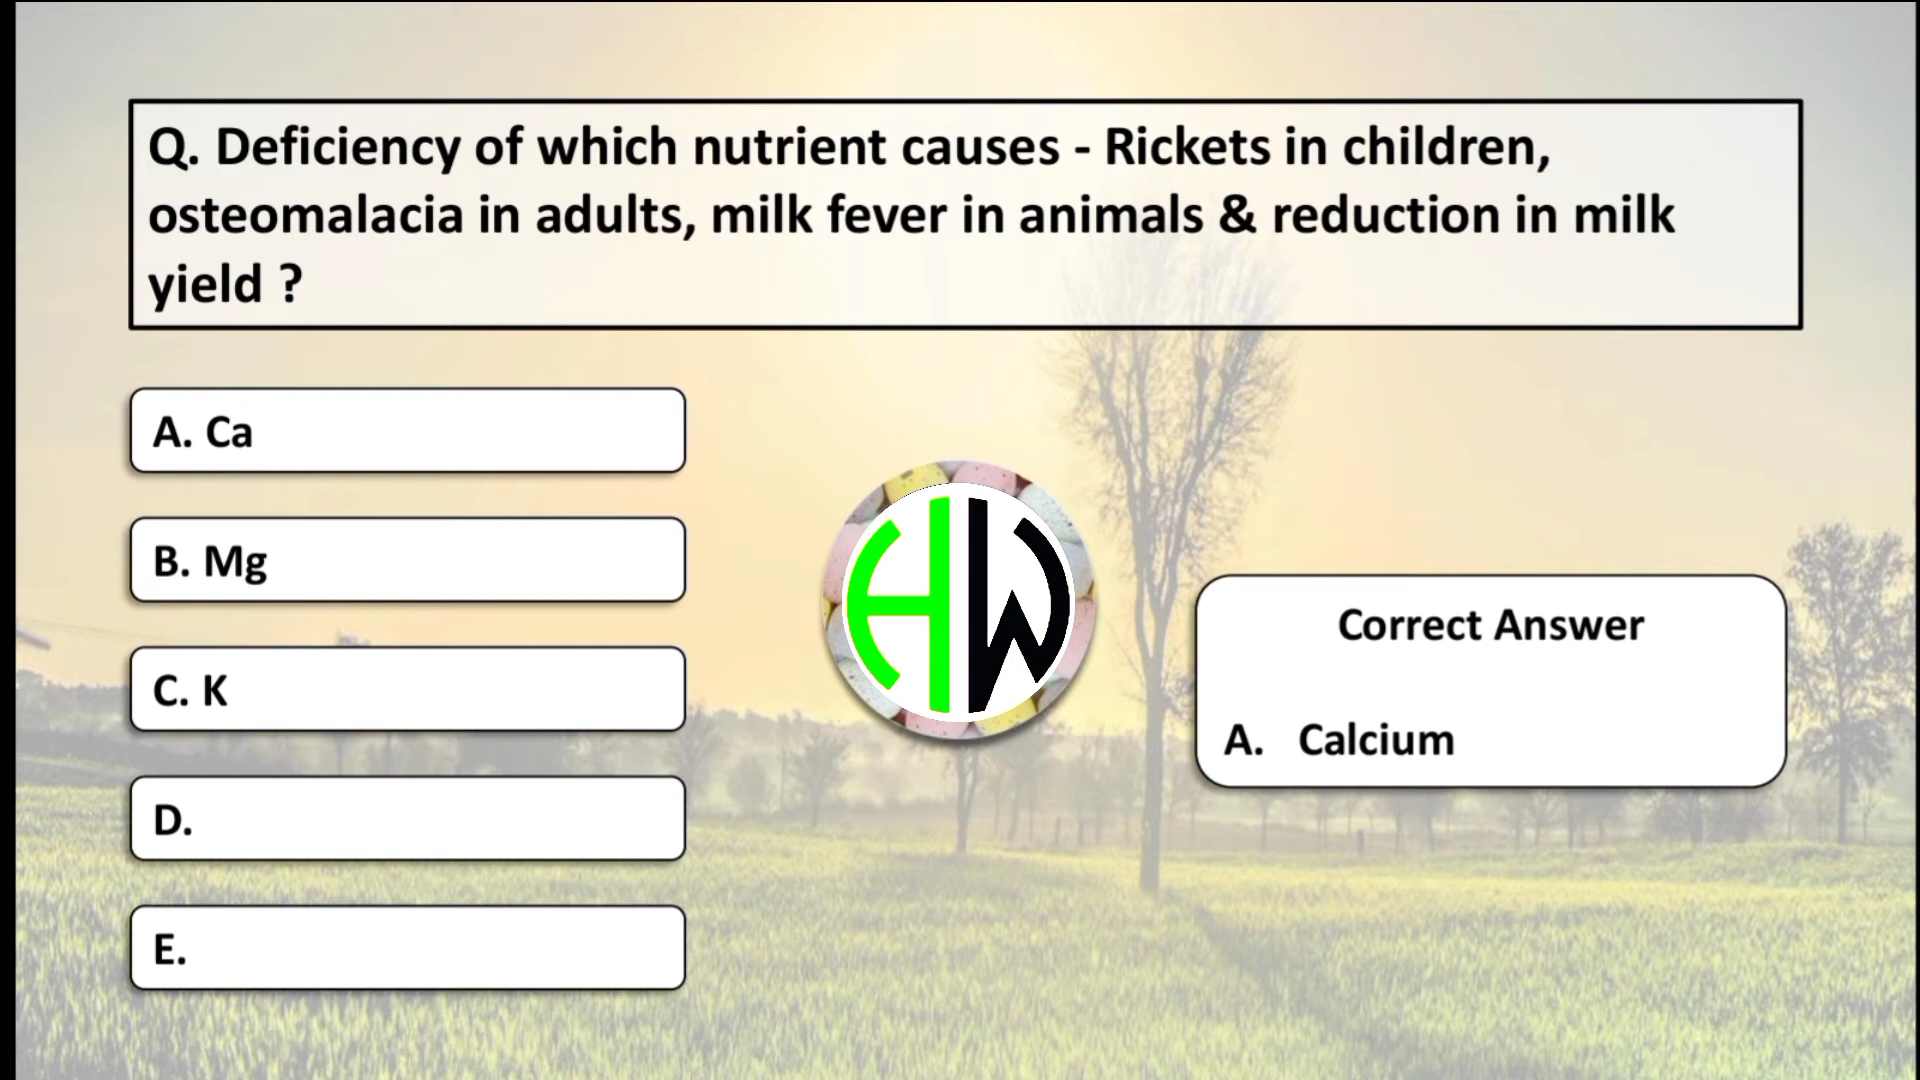 Q. Deficiency of which nutrient causes - Rickets in children,
osteomalacia in adults, milk fever in animals & reduction in milk
yield ?
A. Ca
B. Mg
C. K
D.
E.
HW
Correct Answer
A. Calcium